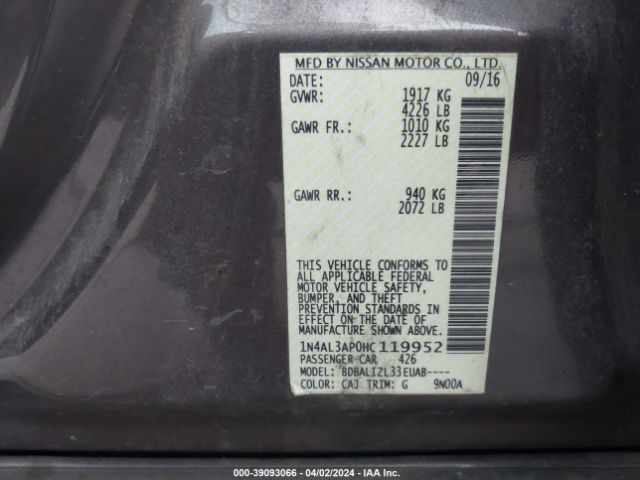 MFD BY NISSAN MOTOR CO., LTD.
DATE: 09/16
GVWR: 1917 KG
4226 LB
GAWR FR.: 1010 KG
2227 LB
GAWR RR.: 940 KG
2072 LB
THIS VEHICLE CONFORMS TO
ALL APPLICABLE FEDERAL
MOTOR VEHICLE SAFETY,
BUMPER, AND THEFT
PREVENTION STANDARDS IN
EFFECT ON THE DATE OF
MANUFACTURE SHOWN ABOVE.
1N4AL3AP0HC119952
PASSENGER CAR 426
MODEL: BDBALIZL33EUAB----
COLOR: CAJ TRIM: G 9N00A
000-39093066 - 04/02/2024 - IAA Inc.